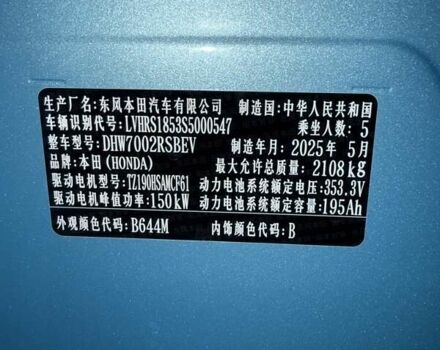 生产厂名:东风本田汽车有限公司 制造国:中华人民共和国
车辆识别代号:LVHRS1853S5000547 乘坐人数:5
整车型号:DHW7002RSBEV 制造年月:2025年5月
品牌:本田(HONDA) 最大允许总质量:2108kg
驱动电机型号:TZ190HSAMCF61 动力电池系统额定电压:353.3V
驱动电机峰值功率:150kW 动力电池系统额定容量:195Ah
外观颜色代码:B644M 内饰颜色代码:B